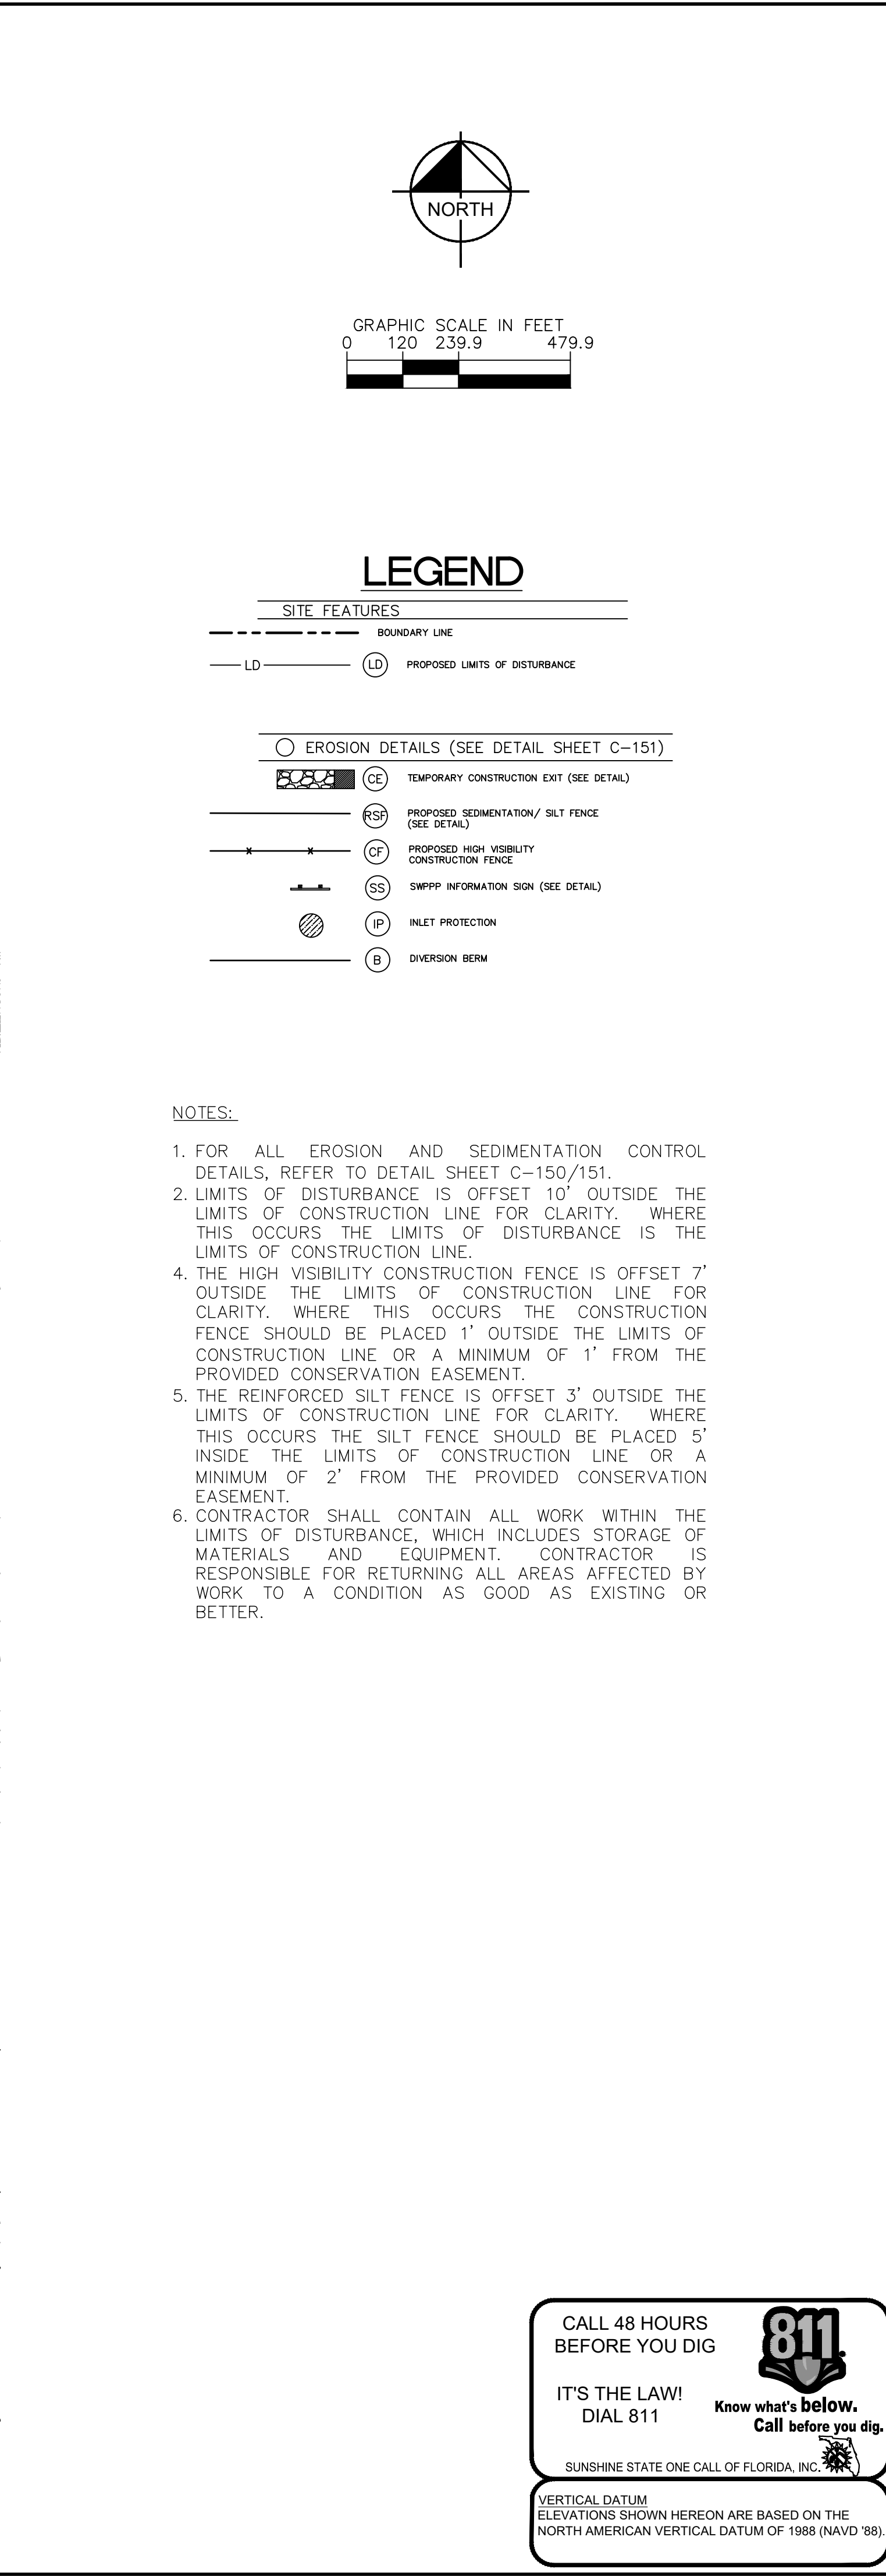 NORTH
GRAPHIC SCALE IN FEET
0 120 239.9 479.9
LEGEND
SITE FEATURES
BOUNDARY LINE
LD LD PROPOSED LIMITS OF DISTURBANCE
EROSION DETAILS (SEE DETAIL SHEET C-151)
CE TEMPORARY CONSTRUCTION EXIT (SEE DETAIL)
RSF PROPOSED SEDIMENTATION/ SILT FENCE
(SEE DETAIL)
CF PROPOSED HIGH VISIBILITY
CONSTRUCTION FENCE
SS SWPPP INFORMATION SIGN (SEE DETAIL)
IP INLET PROTECTION
B DIVERSION BERM
NOTES:
1. FOR ALL EROSION AND SEDIMENTATION CONTROL
DETAILS, REFER TO DETAIL SHEET C-150/151.
2. LIMITS OF DISTURBANCE IS OFFSET 10' OUTSIDE THE
LIMITS OF CONSTRUCTION LINE FOR CLARITY. WHERE
THIS OCCURS THE LIMITS OF DISTURBANCE IS THE
LIMITS OF CONSTRUCTION LINE.
4. THE HIGH VISIBILITY CONSTRUCTION FENCE IS OFFSET 7'
OUTSIDE THE LIMITS OF CONSTRUCTION LINE FOR
CLARITY. WHERE THIS OCCURS THE CONSTRUCTION
FENCE SHOULD BE PLACED 1' OUTSIDE THE LIMITS OF
CONSTRUCTION LINE OR A MINIMUM OF 1' FROM THE
PROVIDED CONSERVATION EASEMENT.
5. THE REINFORCED SILT FENCE IS OFFSET 3' OUTSIDE THE
LIMITS OF CONSTRUCTION LINE FOR CLARITY. WHERE
THIS OCCURS THE SILT FENCE SHOULD BE PLACED 5'
INSIDE THE LIMITS OF CONSTRUCTION LINE OR A
MINIMUM OF 2' FROM THE PROVIDED CONSERVATION
EASEMENT.
6. CONTRACTOR SHALL CONTAIN ALL WORK WITHIN THE
LIMITS OF DISTURBANCE, WHICH INCLUDES STORAGE OF
MATERIALS AND EQUIPMENT. CONTRACTOR IS
RESPONSIBLE FOR RETURNING ALL AREAS AFFECTED BY
WORK TO A CONDITION AS GOOD AS EXISTING OR
BETTER.
CALL 48 HOURS
BEFORE YOU DIG
IT'S THE LAW!
DIAL 811
811
Know what's below.
Call before you dig.
SUNSHINE STATE ONE CALL OF FLORIDA, INC.
VERTICAL DATUM
ELEVATIONS SHOWN HEREON ARE BASED ON THE
NORTH AMERICAN VERTICAL DATUM OF 1988 (NAVD '88).